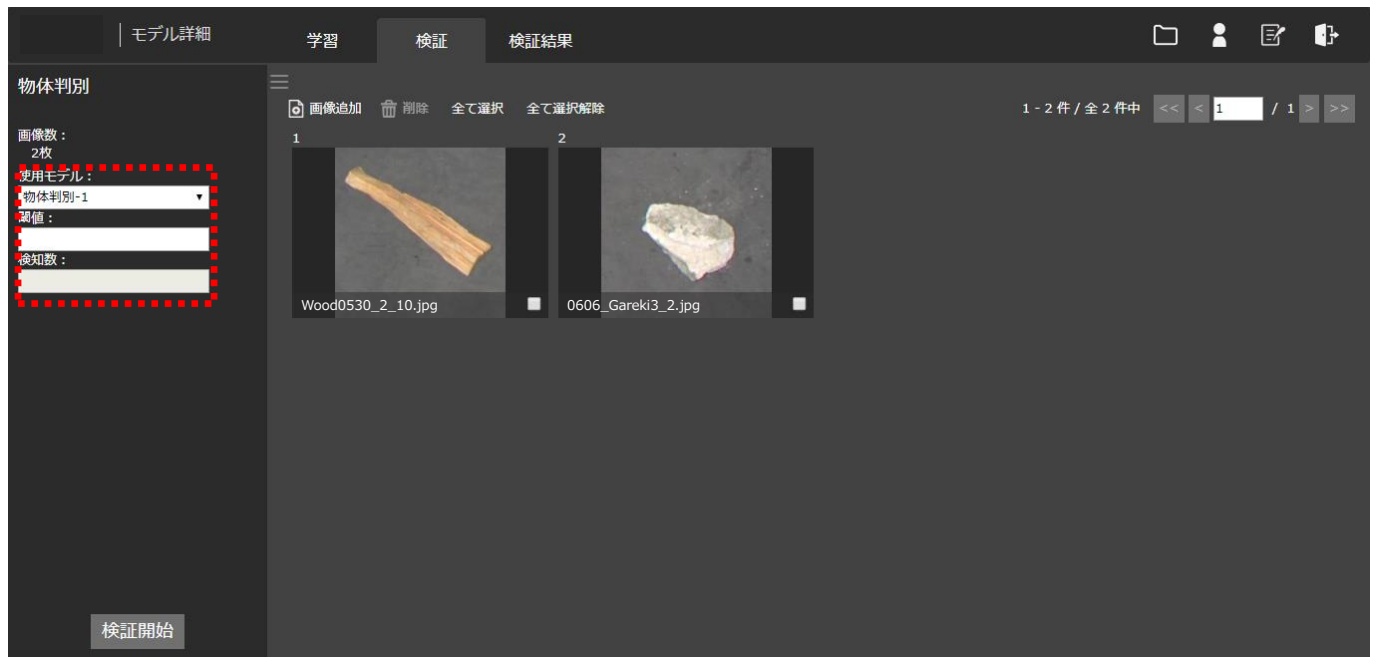 モデル詳細
学習
検証
検証結果
物体判別
画像数：
2枚
使用モデル：
物体判別-1
閾値：
検知数：
検証開始
画像追加 削除 全て選択 全て選択解除
1 - 2 件 / 全 2 件中 << < 1 / 1 > >>
1
2
Wood0530_2_10.jpg
0606_Gareki3_2.jpg